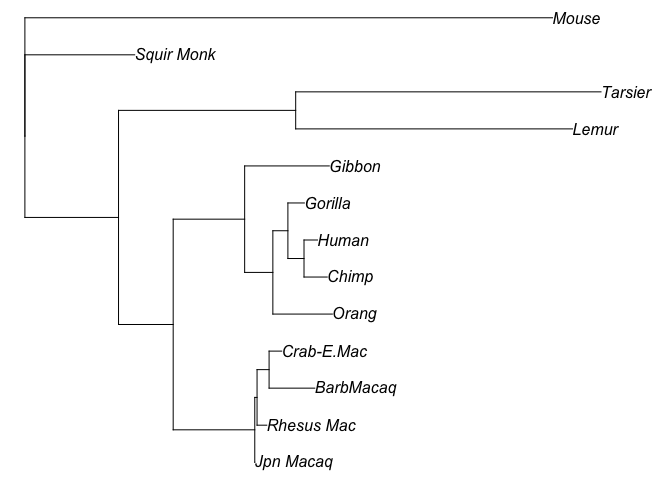 Mouse
Squir Monk
Tarsier
Lemur
Gibbon
Gorilla
Human
Chimp
Orang
Crab-E.Mac
BarbMacaq
Rhesus Mac
Jpn Macaq